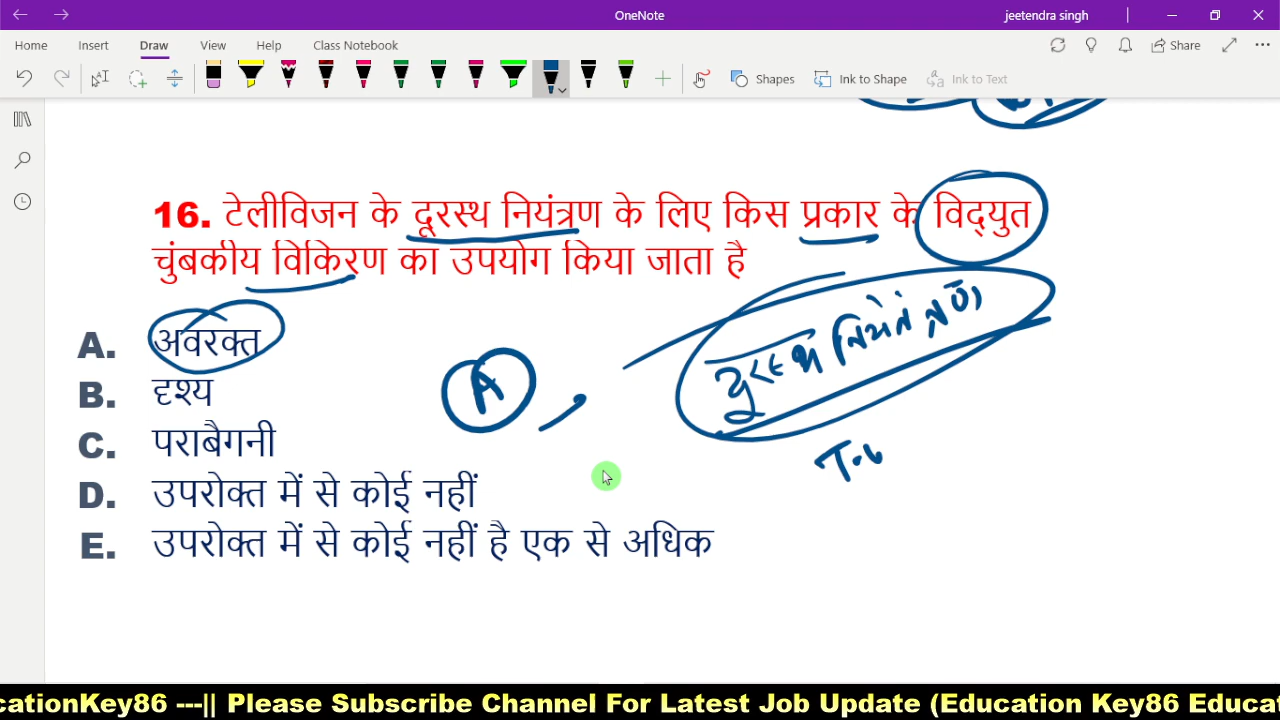 OneNote
jeetendra singh
Home Insert Draw View Help Class Notebook
Share
Shapes Ink to Shape Ink to Text
16. टेलीविजन के दूरस्थ नियंत्रण के लिए किस प्रकार के विद्युत
चुंबकीय विकिरण का उपयोग किया जाता है
A. अवरक्त
B. दृश्य
C. पराबैगनी
D. उपरोक्त में से कोई नहीं
E. उपरोक्त में से कोई नहीं है एक से अधिक
A
cationKey86 ---|| Please Subscribe Channel For Latest Job Update (Education Key86 Educa